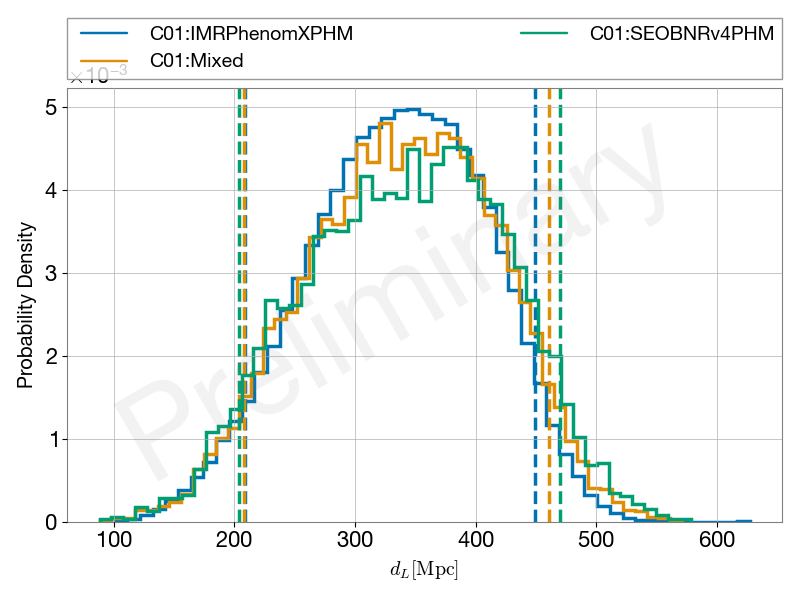 C01:IMRPhenomXPHM
C01:SEOBNRv4PHM
C01:Mixed
×10⁻³
5
4
3
2
1
0
Probability Density
Preliminary
100
200
300
400
500
600
d_L[Mpc]